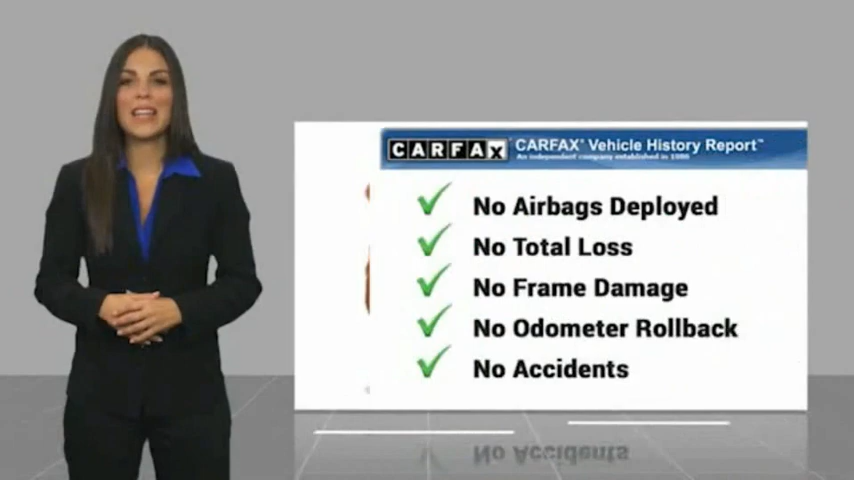 CARFAX CARFAX® Vehicle History Report™
An independent company established in 1986
No Airbags Deployed
No Total Loss
No Frame Damage
No Odometer Rollback
No Accidents
No Accidents